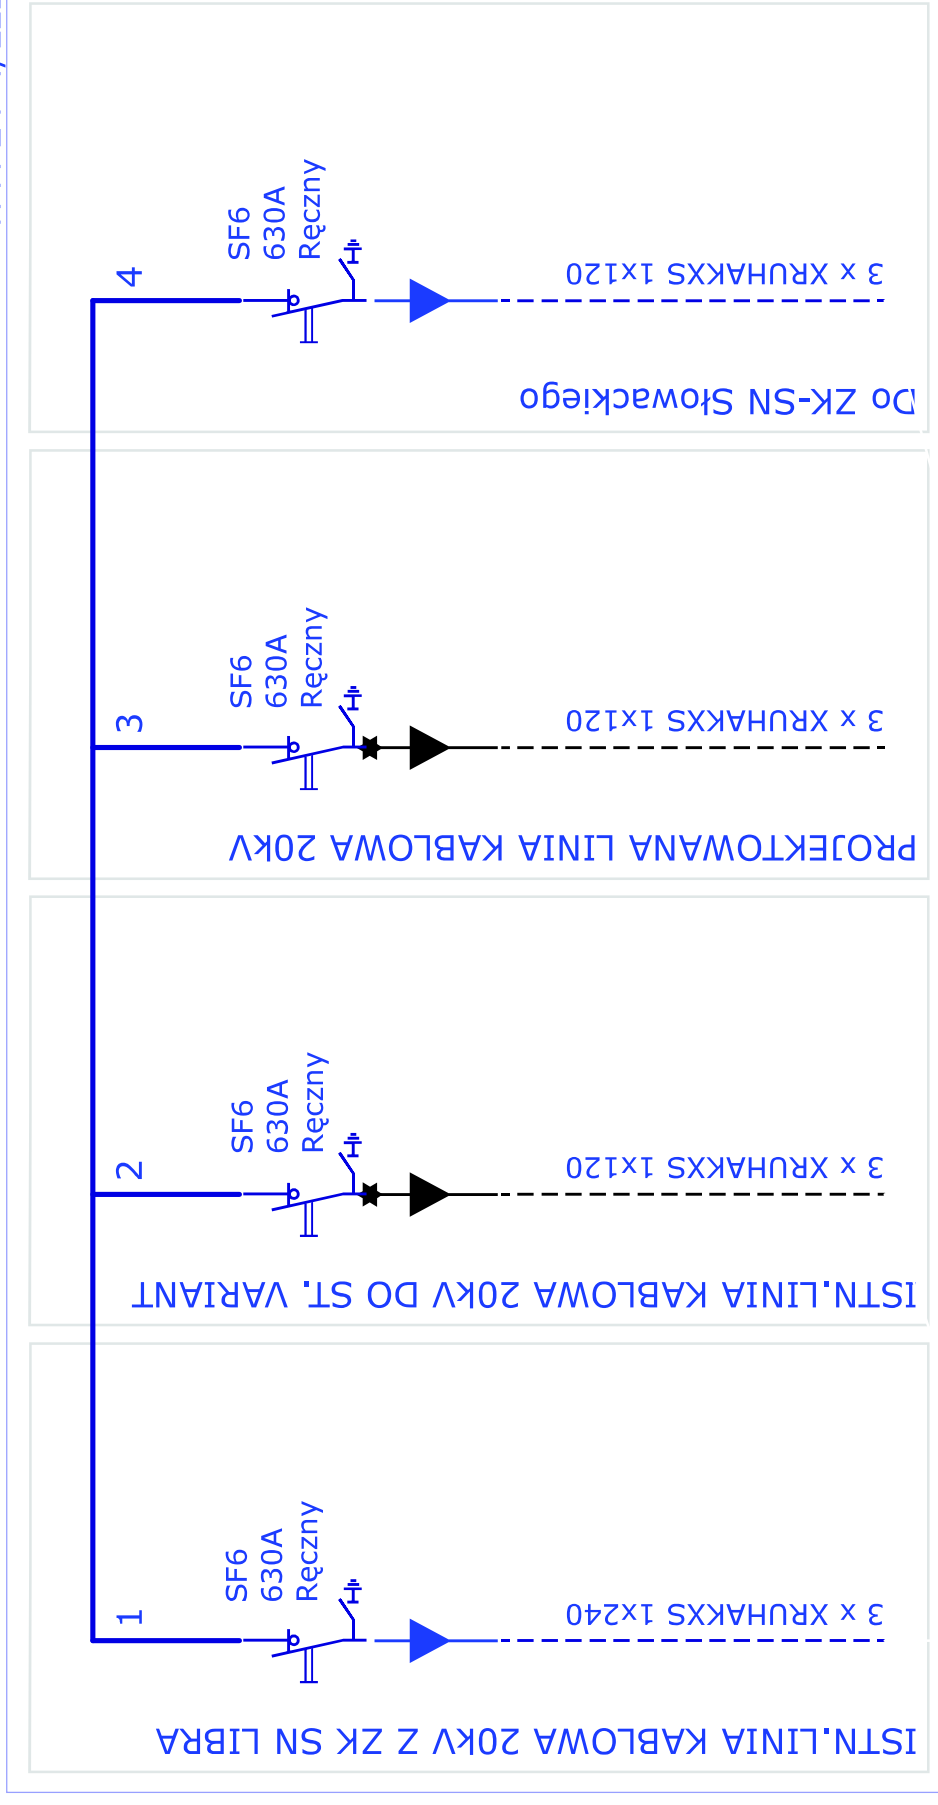 4
SF6
630A
Ręczny
3 x XRUHAKXS 1x120
Do ZK-SN Słowackiego
3
SF6
630A
Ręczny
3 x XRUHAKXS 1x120
PROJEKTOWANA LINIA KABLOWA 20kV
2
SF6
630A
Ręczny
3 x XRUHAKXS 1x120
ISTN.LINIA KABLOWA 20kV DO ST. VARIANT
1
SF6
630A
Ręczny
3 x XRUHAKXS 1x240
ISTN.LINIA KABLOWA 20kV Z ZK SN LIBRA